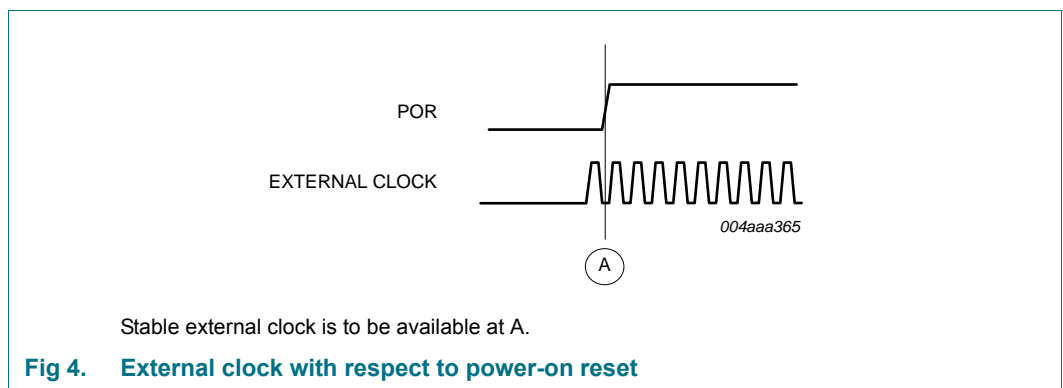 POR
EXTERNAL CLOCK
004aaa365
A
Stable external clock is to be available at A.
Fig 4. External clock with respect to power-on reset